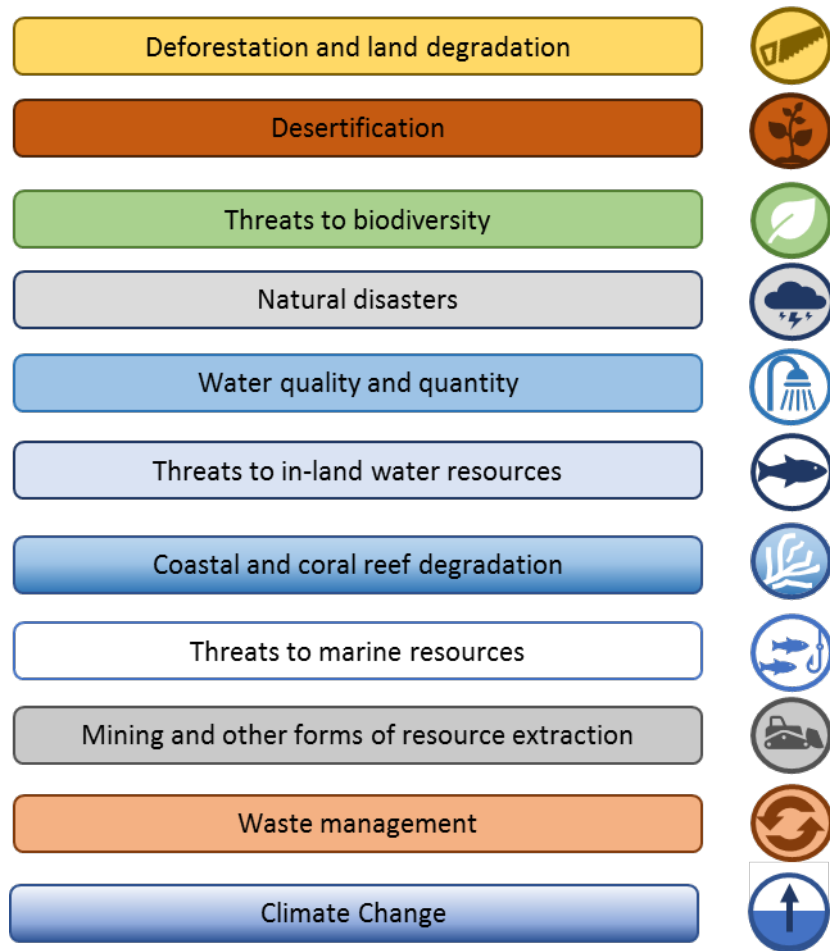 Deforestation and land degradation
Desertification
Threats to biodiversity
Natural disasters
Water quality and quantity
Threats to in-land water resources
Coastal and coral reef degradation
Threats to marine resources
Mining and other forms of resource extraction
Waste management
Climate Change